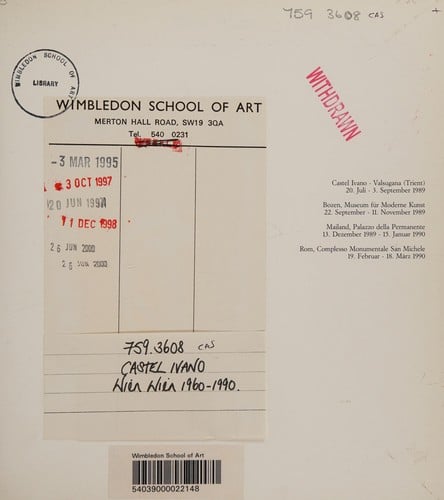 759 3608 CAS
WIMBLEDON SCHOOL OF ART
LIBRARY
WITHDRAWN
WIMBLEDON SCHOOL OF ART
MERTON HALL ROAD, SW19 3QA
Tel. 540 0231
-3 MAR 1995
3 OCT 1997
20 JUN 1997
11 DEC 1998
26 JUN 2000
26 JUN 2000
Castel Ivano - Valsugana (Trient)
20. Juli - 3. September 1989
Bozen, Museum für Moderne Kunst
22. September - 11. November 1989
Mailand, Palazzo della Permanente
13. Dezember 1989 - 15. Januar 1990
Rom, Complesso Monumentale San Michele
19. Februar - 18. März 1990
759.3608 CAS
CASTEL IVANO
Wien Wien 1960-1990.
Wimbledon School of Art
54039000022148